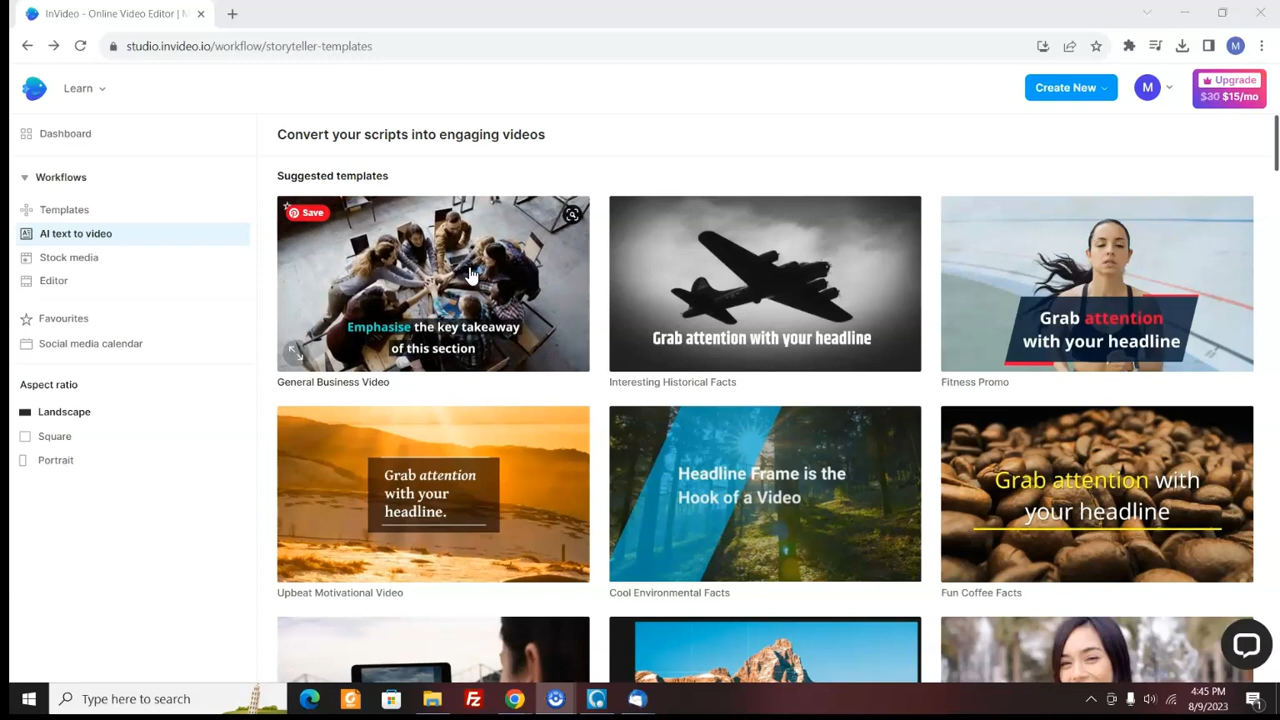 InVideo - Online Video Editor | M
studio.invideo.io/workflow/storyteller-templates
M
Learn
Create New
M
Upgrade
$30 $15/mo
Dashboard
Workflows
Templates
AI text to video
Stock media
Editor
Favourites
Social media calendar
Aspect ratio
Landscape
Square
Portrait
Convert your scripts into engaging videos
Suggested templates
Save
Emphasise the key takeaway
of this section
General Business Video
Grab attention with your headline
Interesting Historical Facts
Grab attention
with your headline
Fitness Promo
Grab attention
with your
headline.
Upbeat Motivational Video
Headline Frame is the
Hook of a Video
Cool Environmental Facts
Grab attention with
your headline
Fun Coffee Facts
Type here to search
4:45 PM
8/9/2023
1